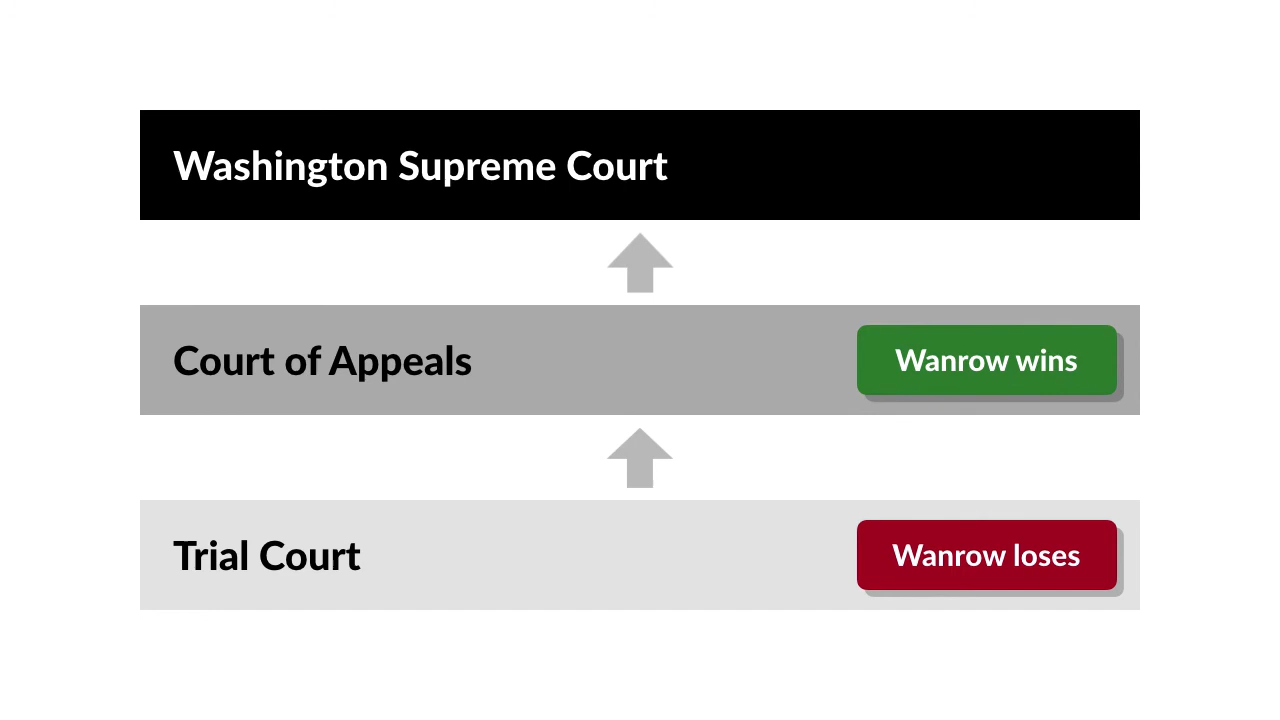 Washington Supreme Court
Court of Appeals
Wanrow wins
Trial Court
Wanrow loses